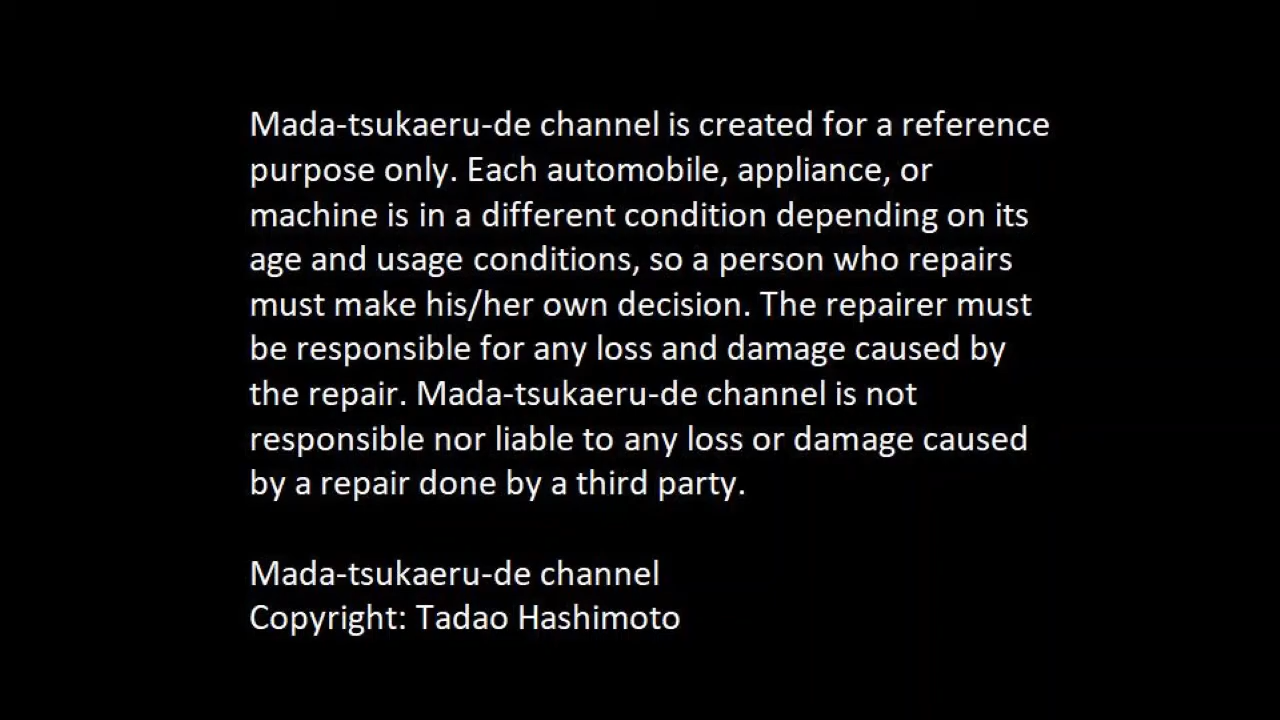 Mada-tsukaeru-de channel is created for a reference
purpose only. Each automobile, appliance, or
machine is in a different condition depending on its
age and usage conditions, so a person who repairs
must make his/her own decision. The repairer must
be responsible for any loss and damage caused by
the repair. Mada-tsukaeru-de channel is not
responsible nor liable to any loss or damage caused
by a repair done by a third party.
Mada-tsukaeru-de channel
Copyright: Tadao Hashimoto